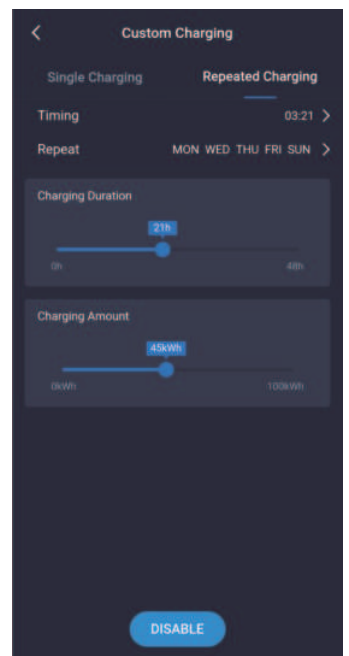 Custom Charging
Single Charging Repeated Charging
Timing 03:21
Repeat MON WED THU FRI SUN
Charging Duration
21h
0h 48h
Charging Amount
45kWh
0kWh 100kWh
DISABLE